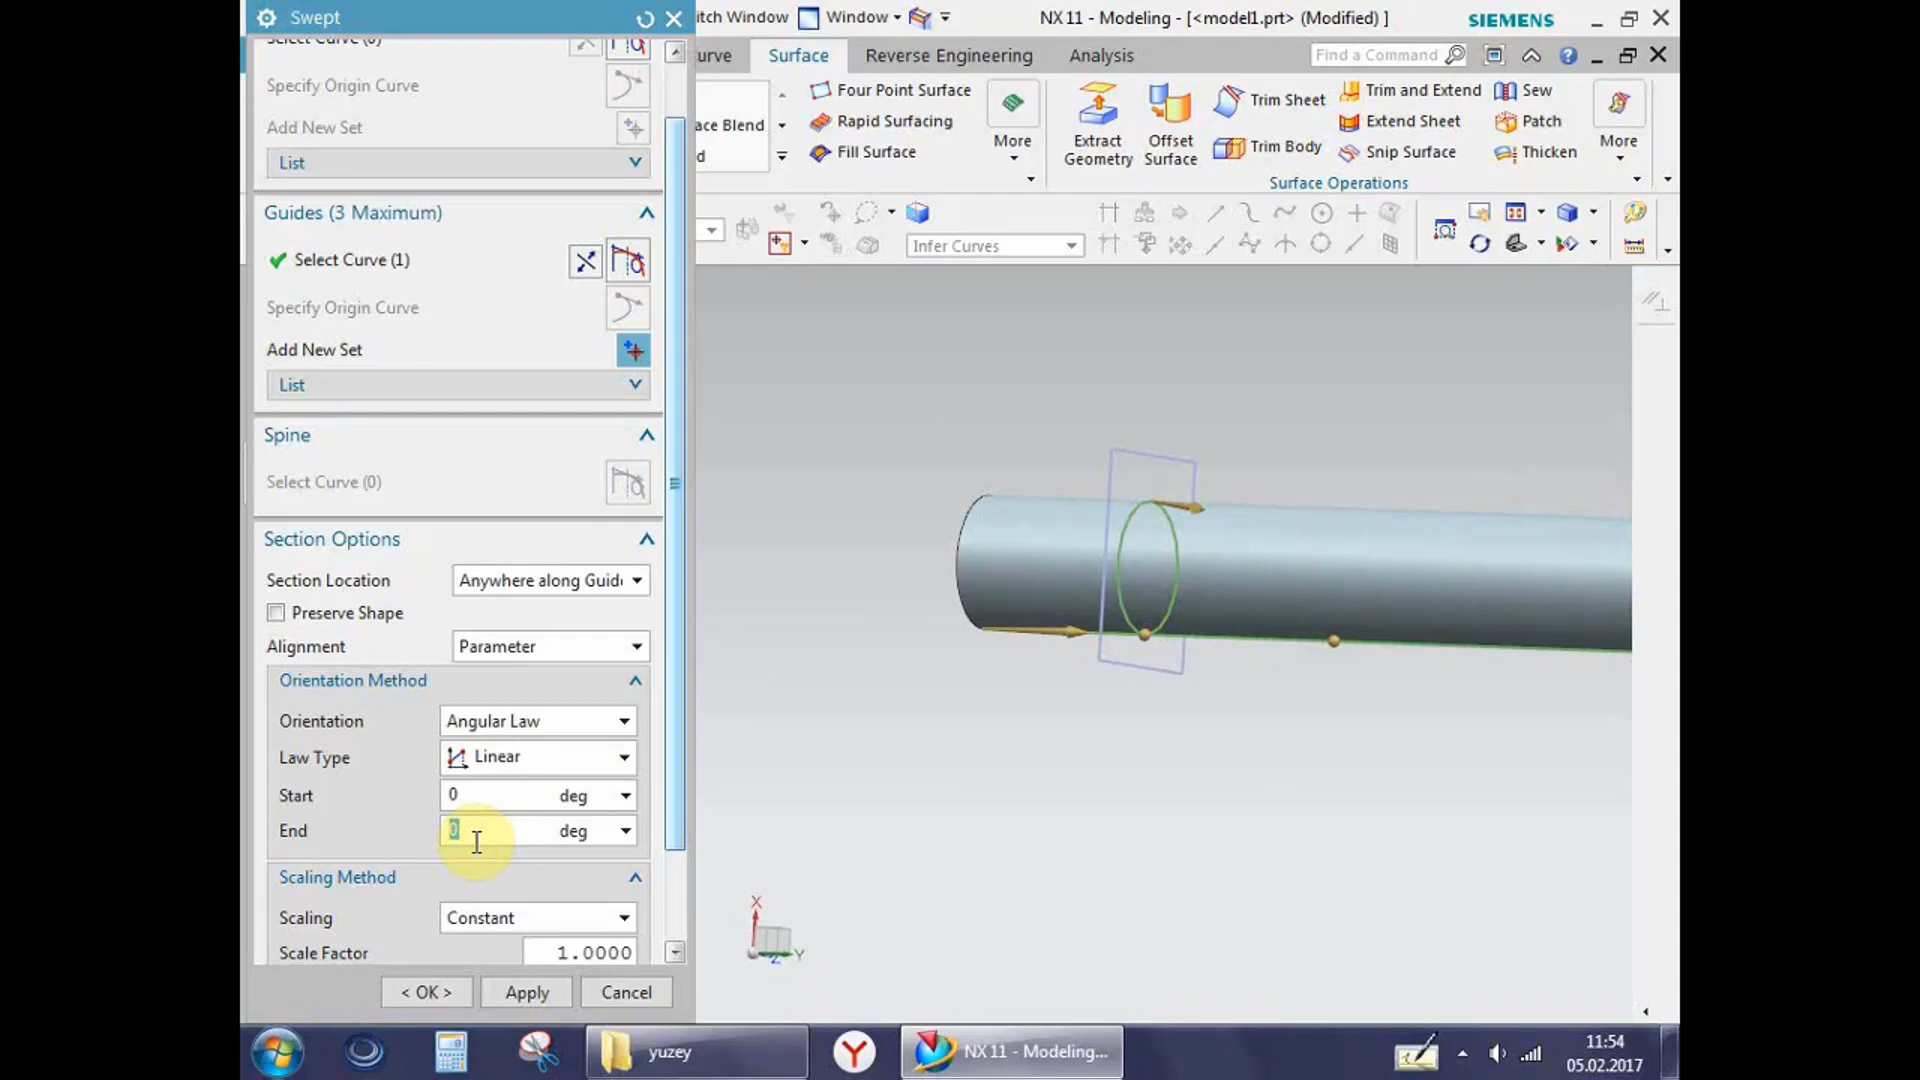 Swept
itch Window
Window
NX 11 - Modeling - [<model1.prt> (Modified) ]
SIEMENS
Select Curve (0)
Specify Origin Curve
Add New Set
List
Guides (3 Maximum)
Select Curve (1)
Specify Origin Curve
Add New Set
List
Spine
Select Curve (0)
Section Options
Section Location
Anywhere along Guid
Preserve Shape
Alignment
Parameter
Orientation Method
Orientation
Angular Law
Law Type
Linear
Start
0
deg
End
0
deg
Scaling Method
Scaling
Constant
Scale Factor
1.0000
< OK >
Apply
Cancel
urve
Surface
Reverse Engineering
Analysis
Find a Command
ace Blend
d
Four Point Surface
Rapid Surfacing
Fill Surface
More
Extract
Geometry
Offset
Surface
Trim Sheet
Trim Body
Trim and Extend
Extend Sheet
Snip Surface
Sew
Patch
Thicken
More
Surface Operations
Infer Curves
X
Y
Z
yuzey
NX 11 - Modeling...
11:54
05.02.2017